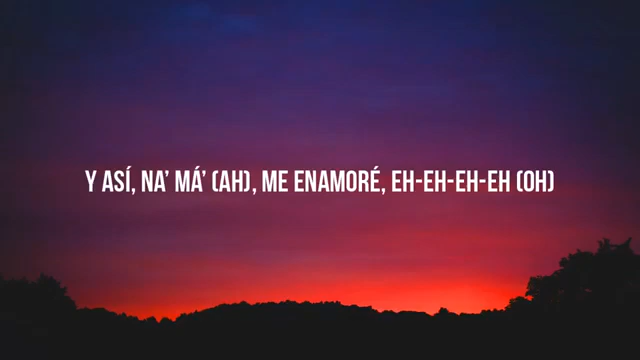 Y ASÍ, NA' MÁ' (AH), ME ENAMORÉ, EH-EH-EH-EH (OH)